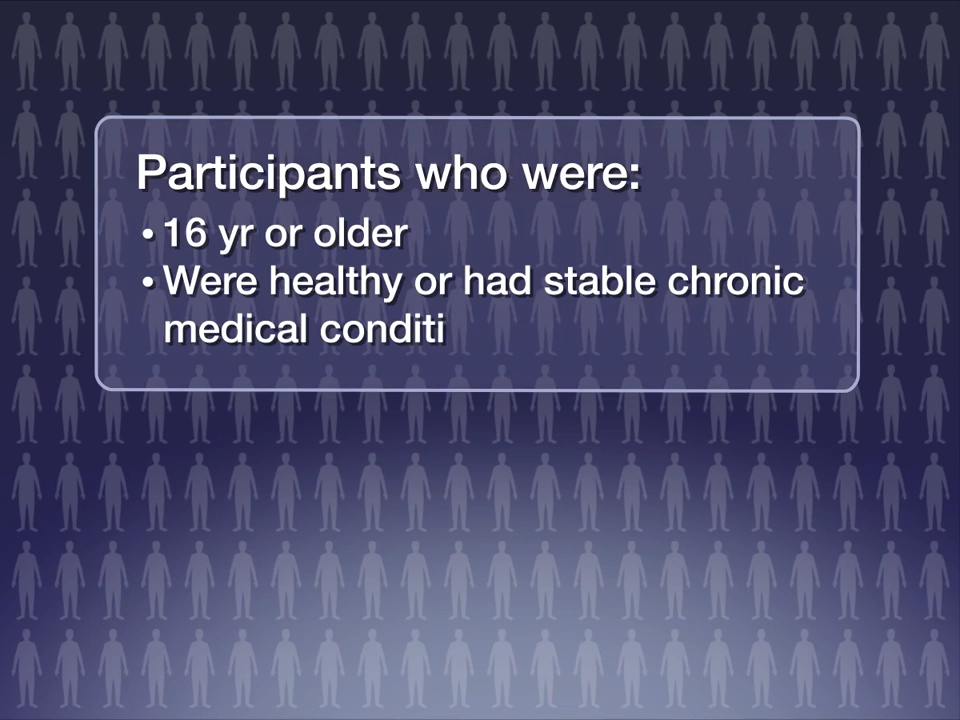 Participants who were:
• 16 yr or older
• Were healthy or had stable chronic
medical conditi